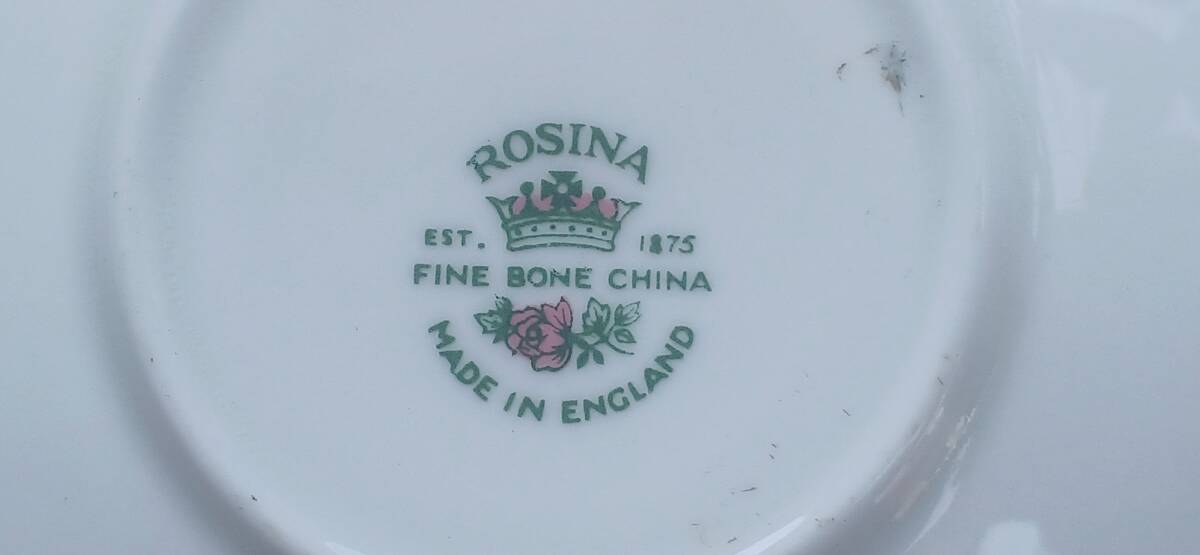 ROSINA
EST. 1875
FINE BONE CHINA
MADE IN ENGLAND